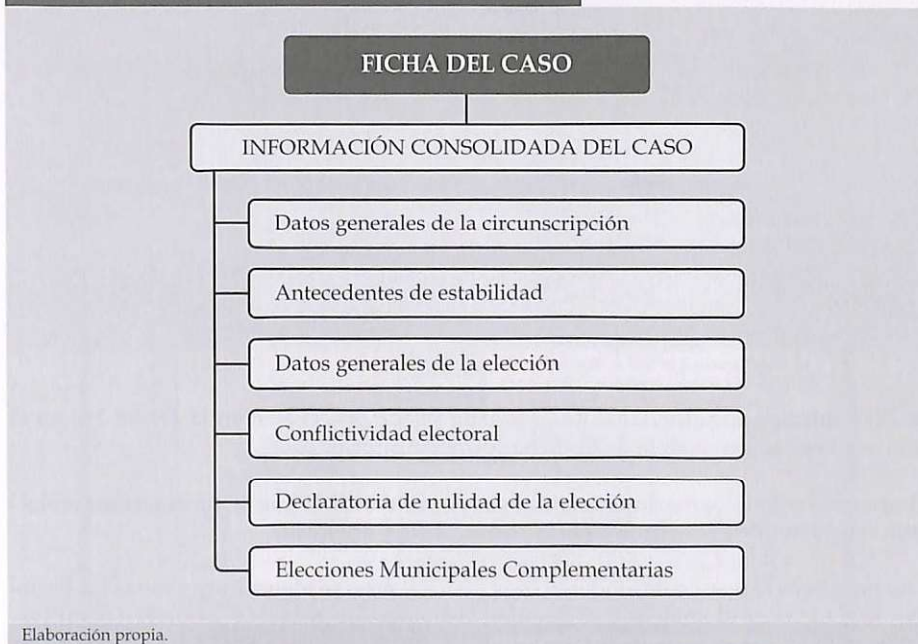 FICHA DEL CASO
INFORMACIÓN CONSOLIDADA DEL CASO
Datos generales de la circunscripción
Antecedentes de estabilidad
Datos generales de la elección
Conflictividad electoral
Declaratoria de nulidad de la elección
Elecciones Municipales Complementarias
Elaboración propia.